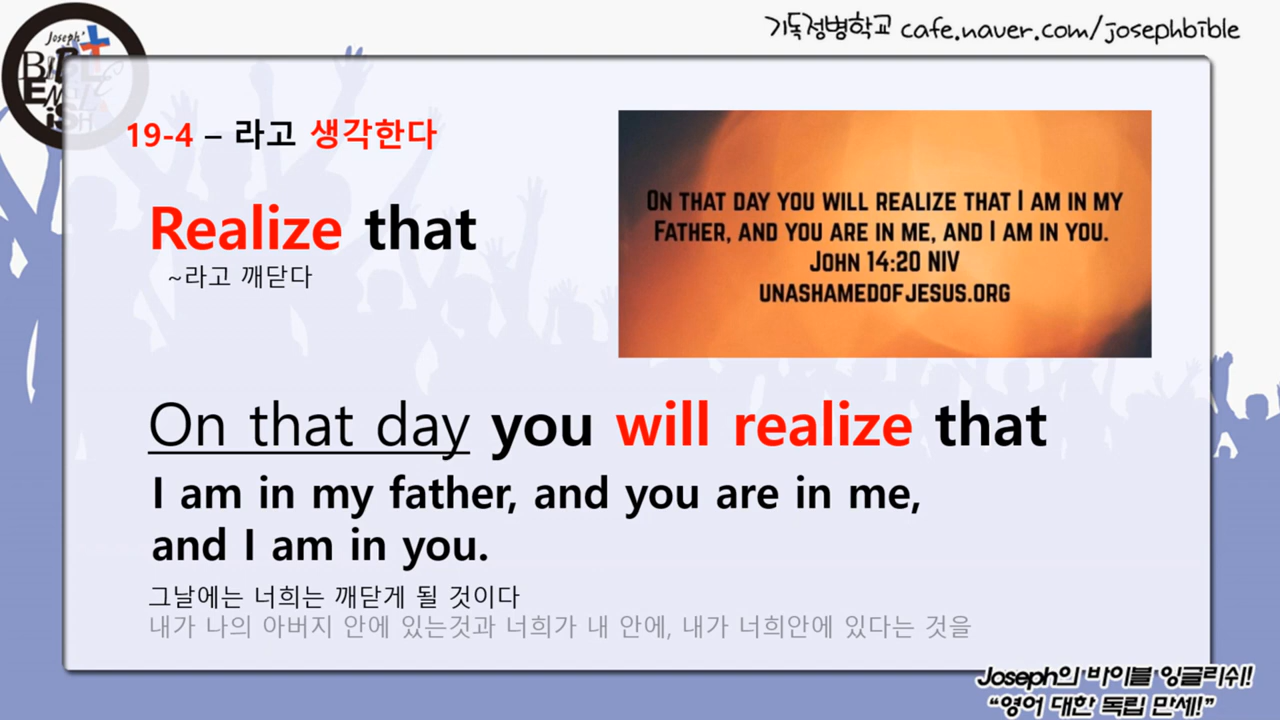 기독정병학교 cafe.naver.com/josephbible
Joseph'
BIBLE
ENGLISH
19-4 – 라고 생각한다
Realize that
~라고 깨닫다
On that day you will realize that I am in my
Father, and you are in me, and I am in you.
John 14:20 NIV
unashamedofjesus.org
On that day you will realize that
I am in my father, and you are in me,
and I am in you.
그날에는 너희는 깨닫게 될 것이다
내가 나의 아버지 안에 있는것과 너희가 내 안에, 내가 너희안에 있다는 것을
Joseph의 바이블 잉글리쉬!
“영어 대한 독립 만세!”